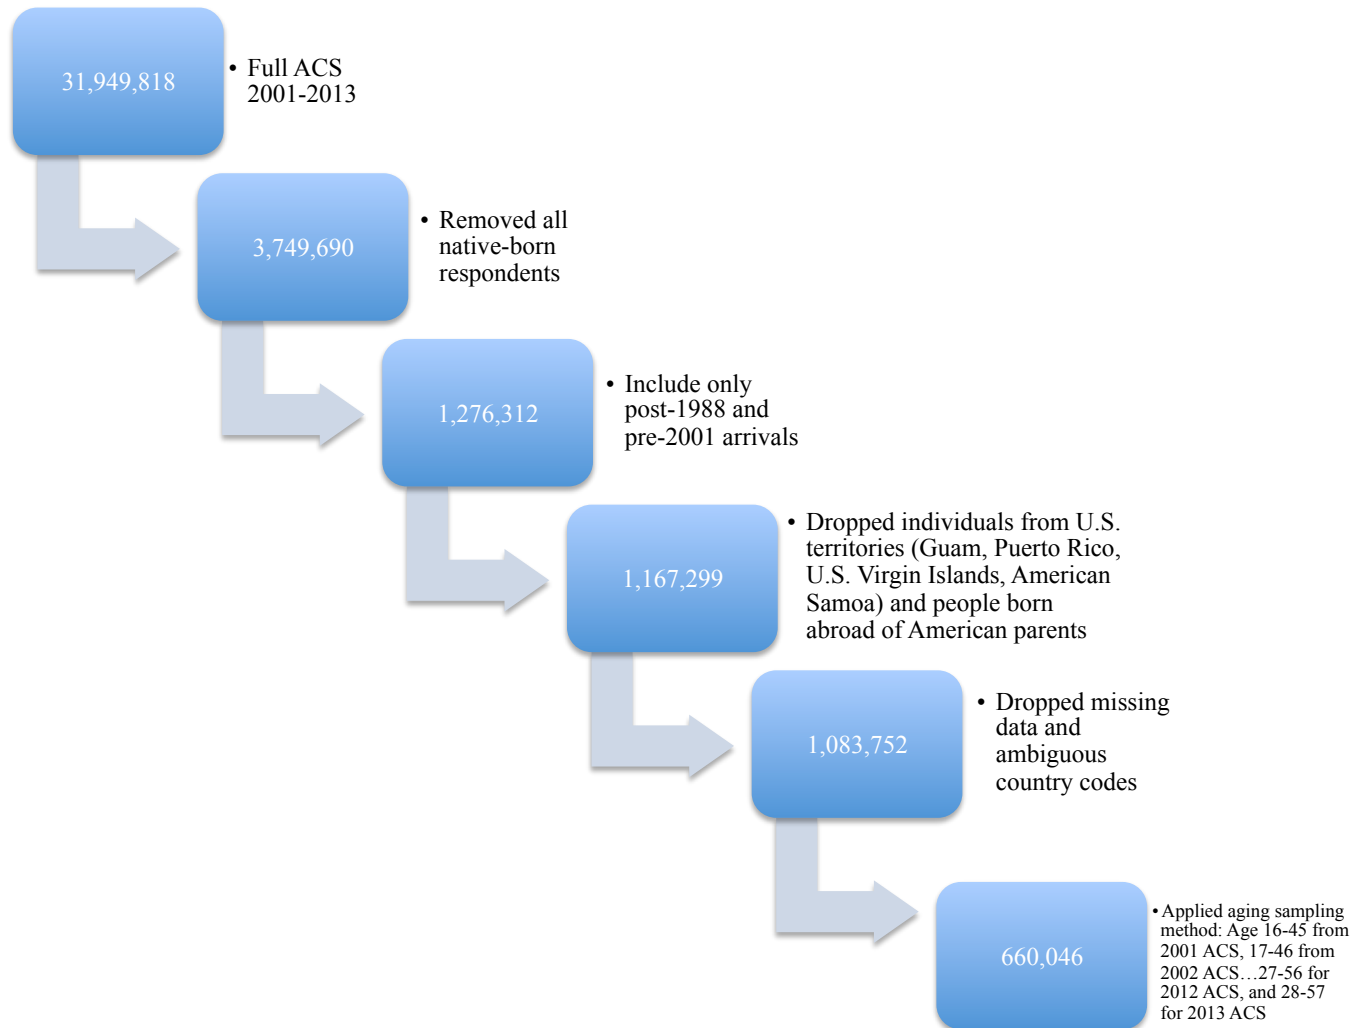 31,949,818
• Full ACS
2001-2013
3,749,690
• Removed all
native-born
respondents
1,276,312
• Include only
post-1988 and
pre-2001 arrivals
1,167,299
• Dropped individuals from U.S.
territories (Guam, Puerto Rico,
U.S. Virgin Islands, American
Samoa) and people born
abroad of American parents
1,083,752
• Dropped missing
data and
ambiguous
country codes
660,046
• Applied aging sampling
method: Age 16-45 from
2001 ACS, 17-46 from
2002 ACS…27-56 for
2012 ACS, and 28-57
for 2013 ACS